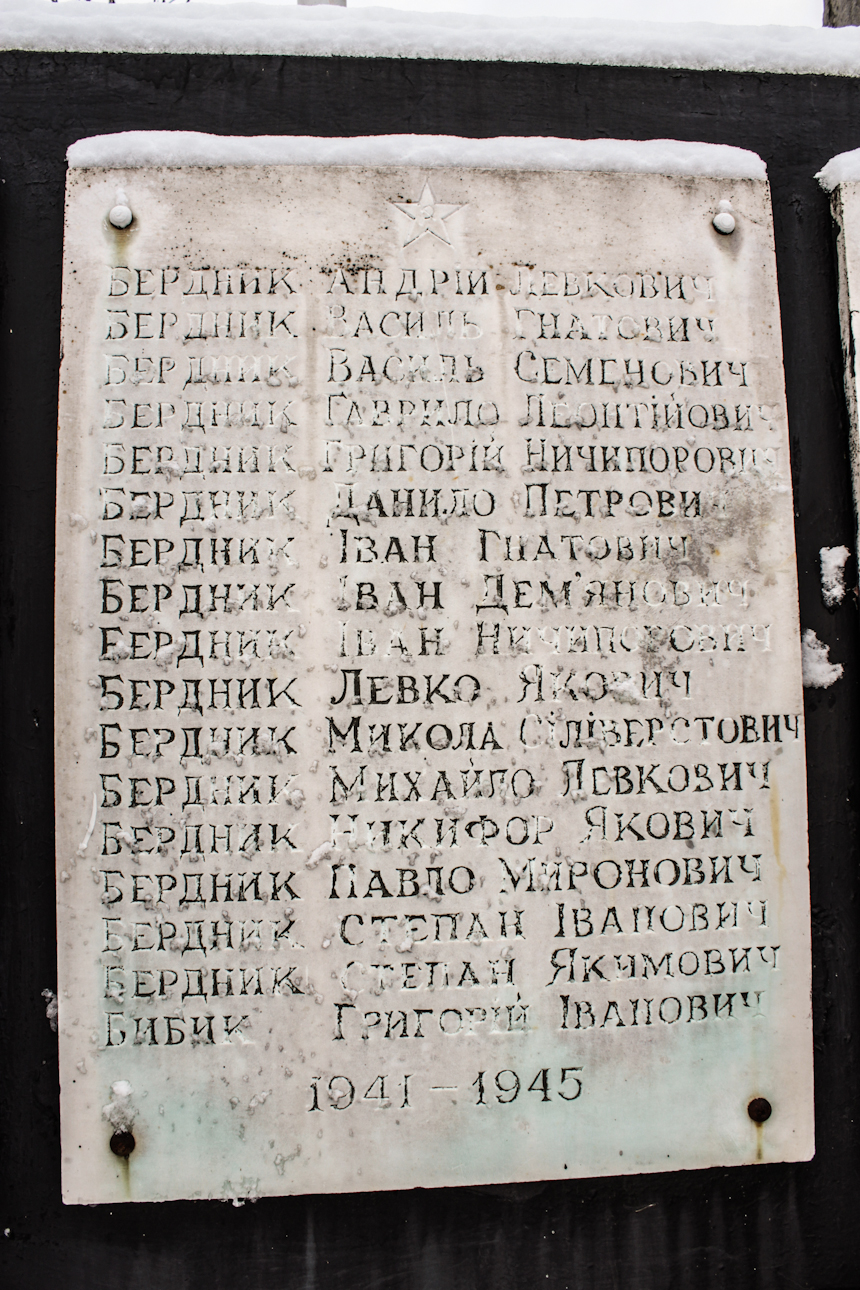 3
БЕРДНИК АНДРІЙ ЛЕВКОВИЧ
БЕРДНИК ВАСИЛЬ ГНАТОВИЧ
БЕРДНИК ВАСИЛЬ СЕМЕНОВИЧ
БЕРДНИК ГАВРИЛО ЛЕОНТІЙОВИЧ
БЕРДНИК ГРИГОРІЙ НИЧИПОРОВИЧ
БЕРДНИК ДАНИЛО ПЕТРОВИ
БЕРДНИК ІВАН ГНАТОВИЧ
БЕРДНИК ІВАН ДЕМ'ЯНОВИЧ
БЕРДНИК ІВАН НИЧИПОРОВИЧ
БЕРДНИК ЛЕВКО ЯКОВИЧ
БЕРДНИК МИКОЛА СІЛІВЕРСТОВИЧ
БЕРДНИК МИХАЙЛО ЛЕВКОВИЧ
БЕРДНИК НИКИФОР ЯКОВИЧ
БЕРДНИК ПАВЛО МИРОНОВИЧ
БЕРДНИК СТЕПАН ІВАНОВИЧ
БЕРДНИК СТЕПАН ЯКИМОВИЧ
БИБИК ГРИГОРІЙ ІВАНОВИЧ
1941 – 1945